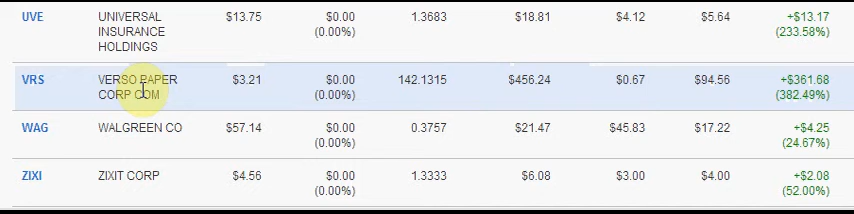 UVE UNIVERSAL $13.75 $0.00 1.3683 $18.81 $4.12 $5.64 +$13.17
INSURANCE (0.00%) (233.58%)
HOLDINGS
VRS VERSO PAPER $3.21 $0.00 142.1315 $456.24 $0.67 $94.56 +$361.68
CORP COM (0.00%) (382.49%)
WAG WALGREEN CO $57.14 $0.00 0.3757 $21.47 $45.83 $17.22 +$4.25
(0.00%) (24.67%)
ZIXI ZIXIT CORP $4.56 $0.00 1.3333 $6.08 $3.00 $4.00 +$2.08
(0.00%) (52.00%)